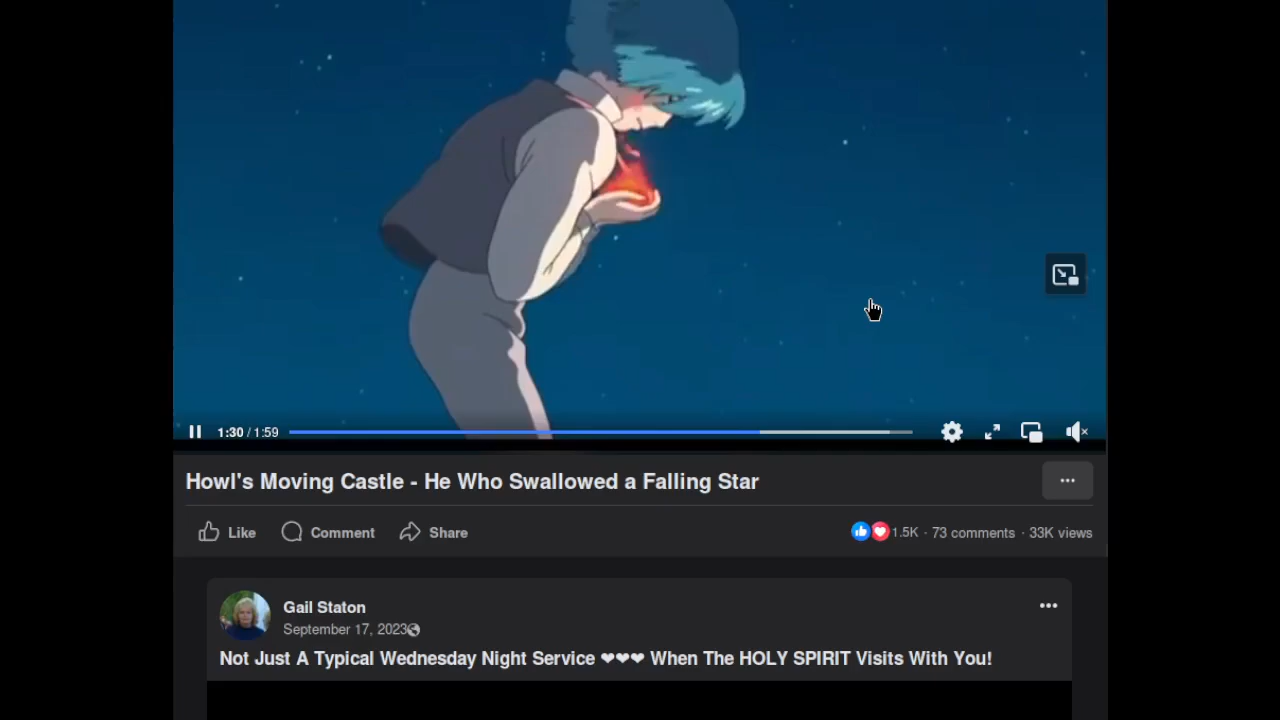 1:30 / 1:59
Howl's Moving Castle - He Who Swallowed a Falling Star
Like Comment Share 1.5K · 73 comments · 33K views
Gail Staton
September 17, 2023
Not Just A Typical Wednesday Night Service ❤❤❤ When The HOLY SPIRIT Visits With You!